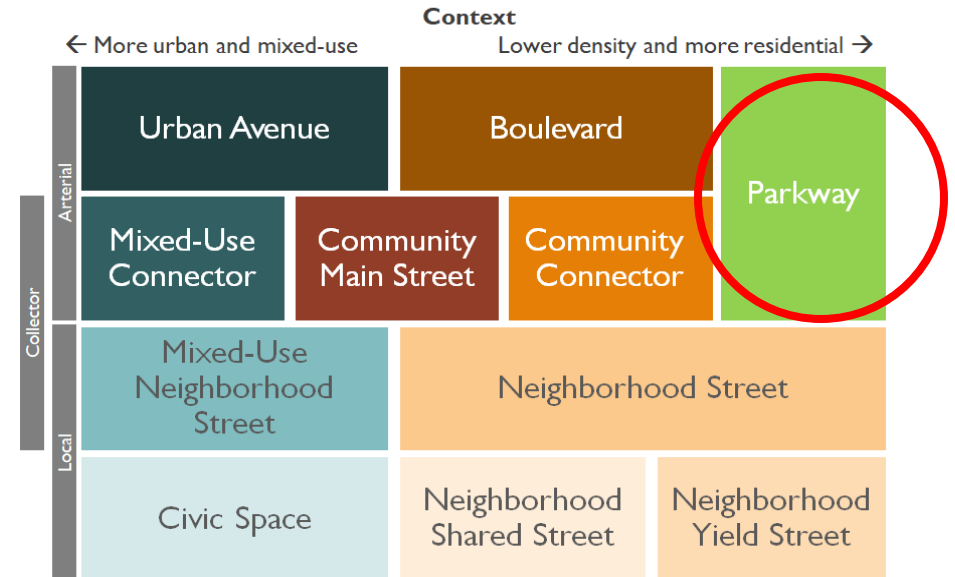 Context
← More urban and mixed-use
Lower density and more residential →
Arterial
Collector
Local
Urban Avenue
Boulevard
Parkway
Mixed-Use
Connector
Community
Main Street
Community
Connector
Mixed-Use
Neighborhood
Street
Neighborhood Street
Civic Space
Neighborhood
Shared Street
Neighborhood
Yield Street